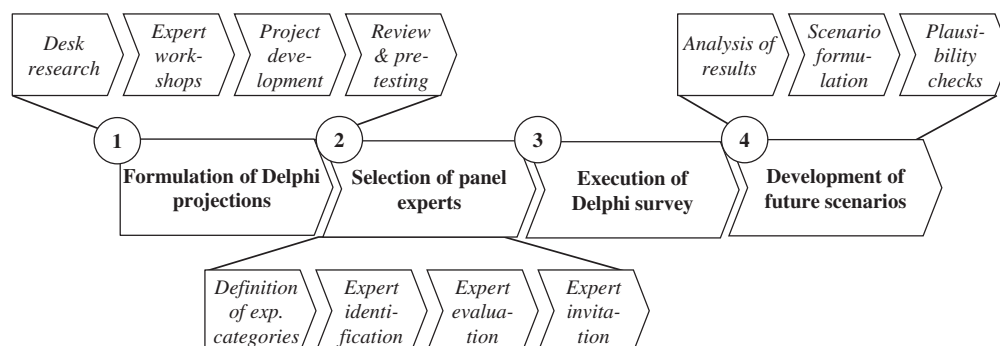 Desk
research
Expert
work-
shops
Project
deve-
lopment
Review
& pre-
testing
Analysis of
results
Scenario
formu-
lation
Plausi-
bility
checks
1
Formulation of Delphi
projections
2
Selection of panel
experts
3
Execution of
Delphi survey
4
Development of
future scenarios
Definition
of exp.
categories
Expert
identi-
fication
Expert
evalua-
tion
Expert
invita-
tion